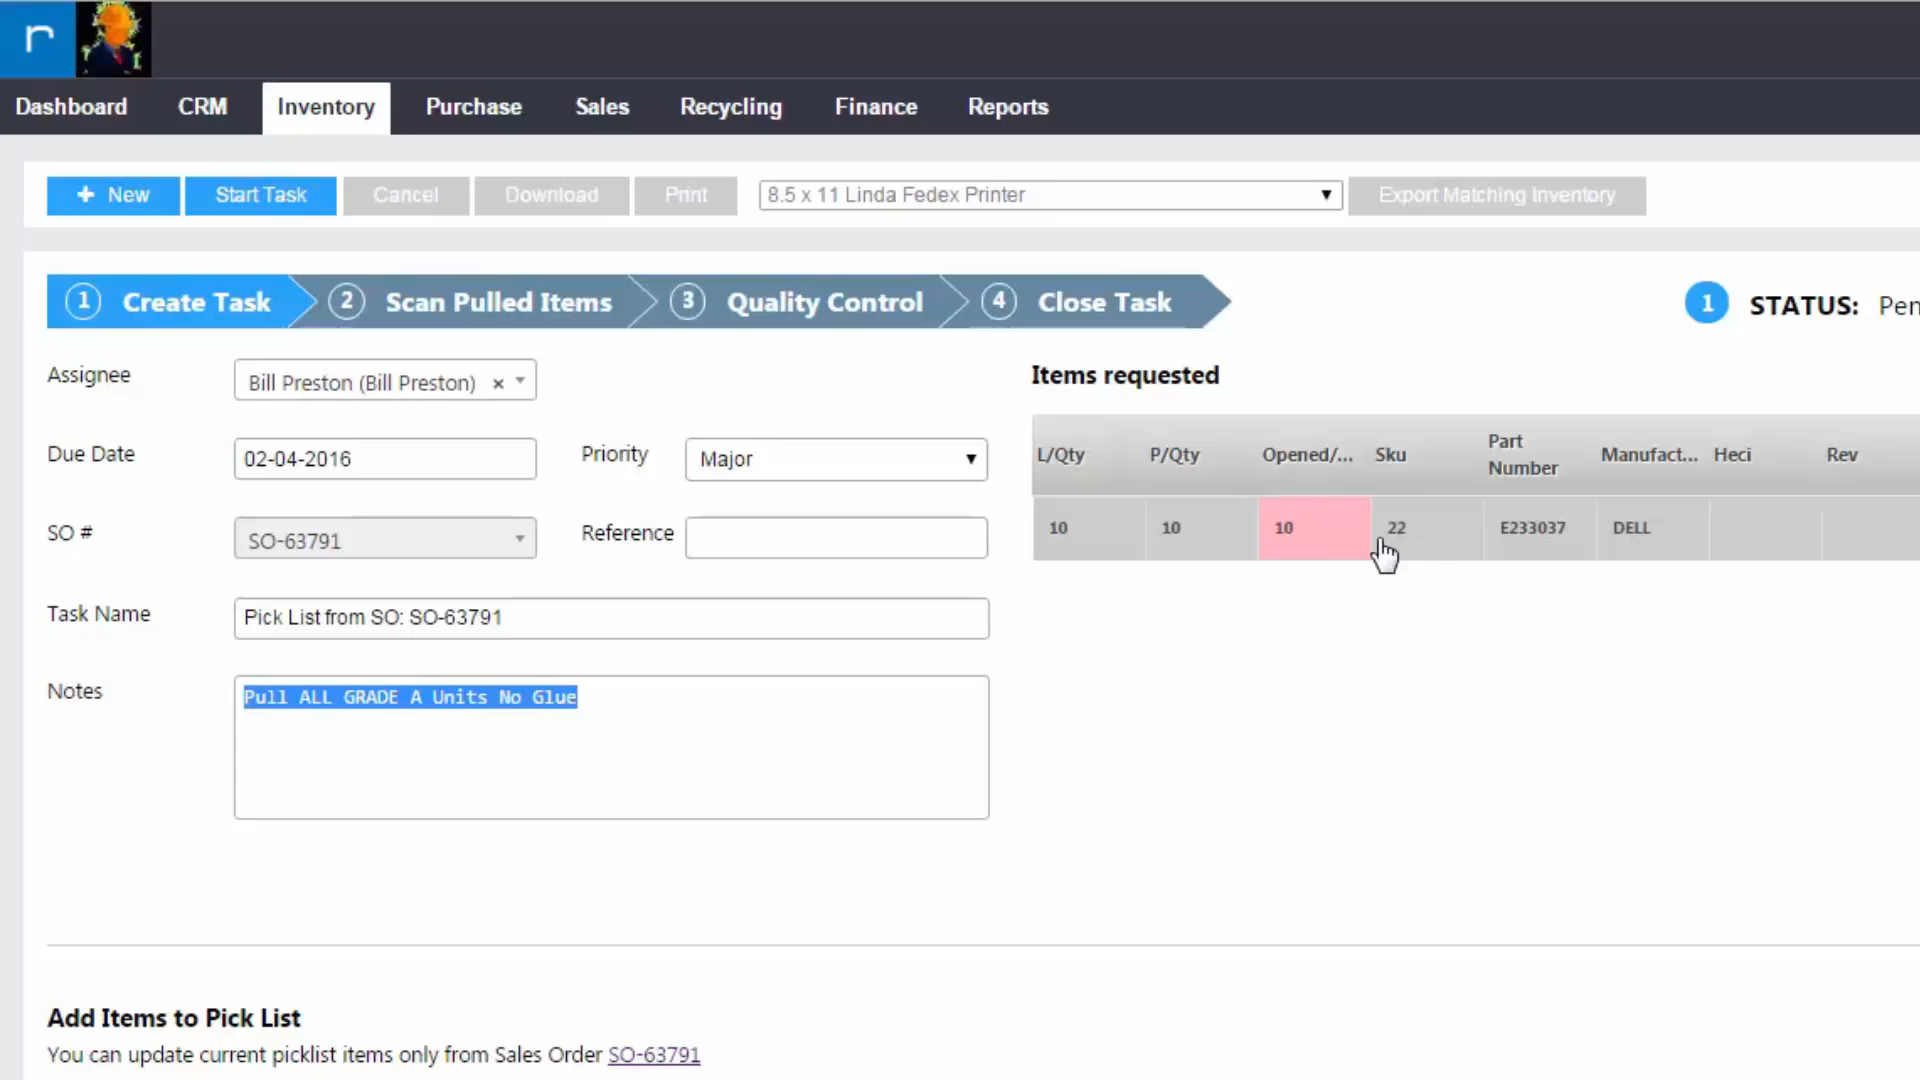 r
Dashboard CRM Inventory Purchase Sales Recycling Finance Reports
+ New Start Task Cancel Download Print 8.5 x 11 Linda Fedex Printer Export Matching Inventory
1 Create Task 2 Scan Pulled Items 3 Quality Control 4 Close Task 1 STATUS: Pen
Assignee Bill Preston (Bill Preston) ×
Due Date 02-04-2016 Priority Major
SO # SO-63791 Reference
Task Name Pick List from SO: SO-63791
Notes Pull ALL GRADE A Units No Glue
Items requested
L/Qty P/Qty Opened/... Sku Part Number Manufact... Heci Rev
10 10 10 22 E233037 DELL
Add Items to Pick List
You can update current picklist items only from Sales Order SO-63791